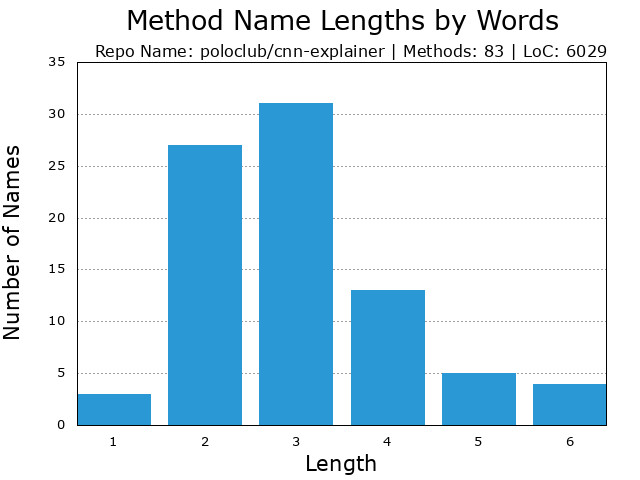 Method Name Lengths by Words
Repo Name: poloclub/cnn-explainer | Methods: 83 | LoC: 6029
35
30
25
20
15
10
5
0
Number of Names
1 2 3 4 5 6
Length